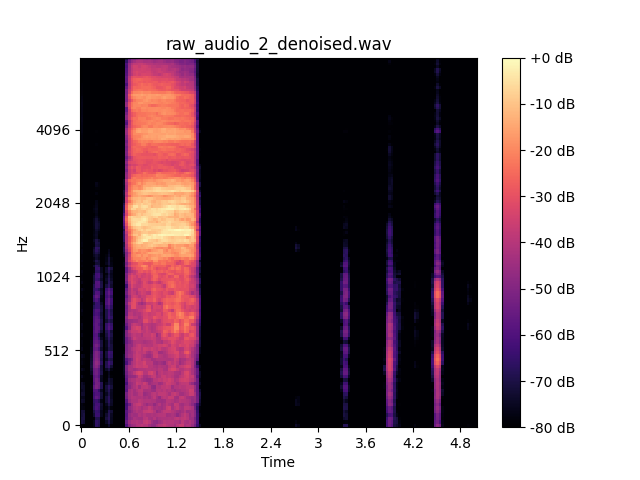 raw_audio_2_denoised.wav
Hz
4096
2048
1024
512
0
0 0.6 1.2 1.8 2.4 3 3.6 4.2 4.8
Time
+0 dB
-10 dB
-20 dB
-30 dB
-40 dB
-50 dB
-60 dB
-70 dB
-80 dB